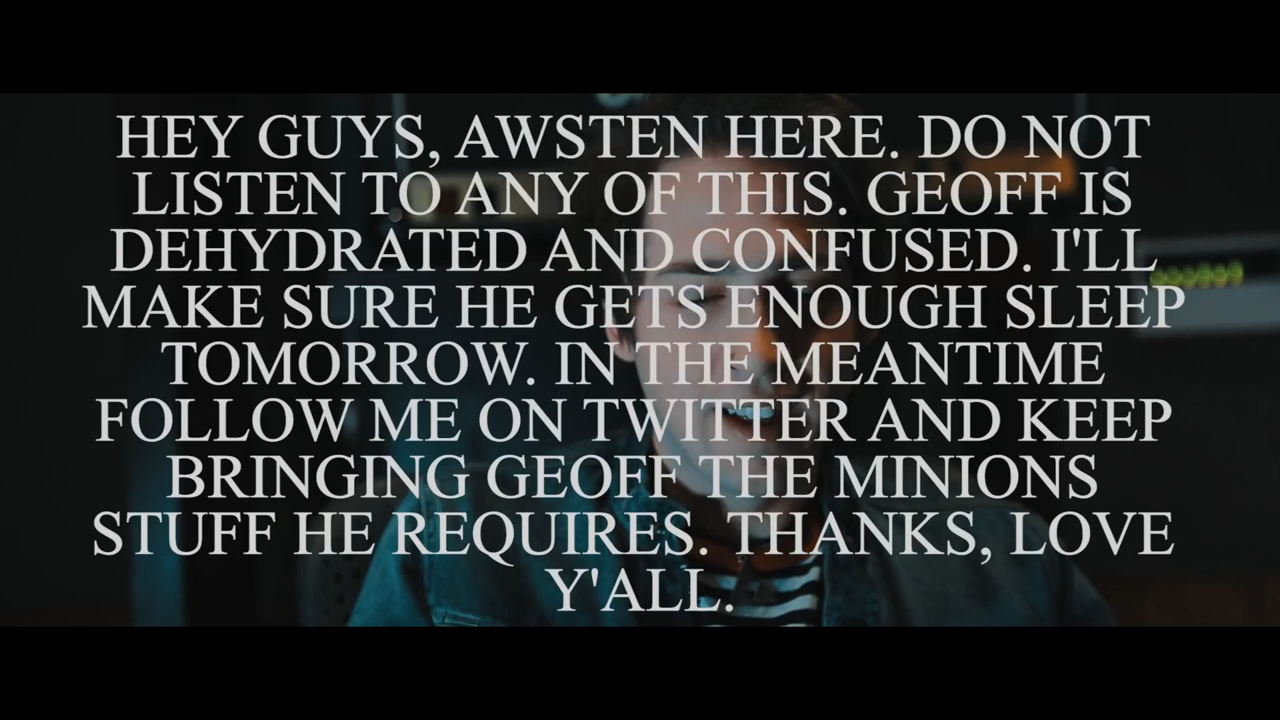 HEY GUYS, AWSTEN HERE. DO NOT
LISTEN TO ANY OF THIS. GEOFF IS
DEHYDRATED AND CONFUSED. I'LL
MAKE SURE HE GETS ENOUGH SLEEP
TOMORROW. IN THE MEANTIME
FOLLOW ME ON TWITTER AND KEEP
BRINGING GEOFF THE MINIONS
STUFF HE REQUIRES. THANKS, LOVE
Y'ALL.